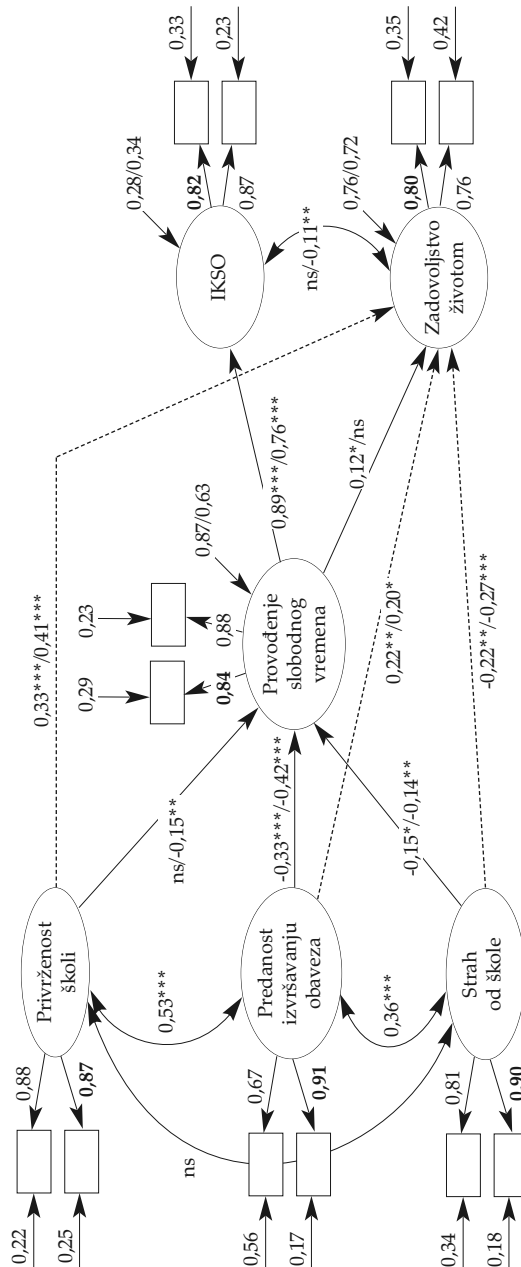 0,22
0,25
0,88
0,87
Privrženost
školi
0,33***/0,41***
ns
0,53***
ns/-0,15**
0,56
0,17
0,67
0,91
Predanost
izvršavanju
obaveza
-0,33***/-0,42***
0,22**/0,20*
0,36***
0,34
0,18
0,81
0,90
Strah
od škole
-0,15*/-0,14**
-0,22**/-0,27***
0,29
0,23
0,84
0,88
0,87/0,63
Provođenje
slobodnog
vremena
0,89***/0,76***
0,12*/ns
0,28/0,34
IKSO
0,82
0,87
0,33
0,23
ns/-0,11**
0,76/0,72
Zadovoljstvo
životom
0,80
0,76
0,35
0,42